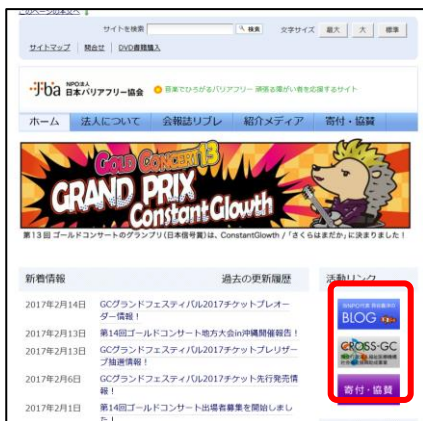 このページの本文へ
サイトを検索 検索 文字サイズ 最大 大 標準
サイトマップ 問合せ DVD書籍購入
Jba NPO法人 日本バリアフリー協会 音楽でひろがるバリアフリー 頑張る障がい者を応援するサイト
ホーム 法人について 会報誌リブレ 紹介メディア 寄付・協賛
GOLD CONCERT 13
GRAND PRIX
Constant Glowth
第13回 ゴールドコンサートのグランプリ(日本信号賞)は、ConstantGlowth /「さくらはまだか」に決まりました!
新着情報 過去の更新履歴 活動リンク
2017年2月14日 GCグランドフェスティバル2017チケットプレオー
ダー情報!
2017年2月13日 第14回ゴールドコンサート地方大会in沖縄開催報告!
2017年2月13日 GCグランドフェスティバル2017チケットプレリザー
ブ抽選情報!
2017年2月6日 GCグランドフェスティバル2017チケット先行発売情
報!
2017年2月1日 第14回ゴールドコンサート出場者募集を開始しまし
た!
BLOG
CROSS-GC
寄付・協賛